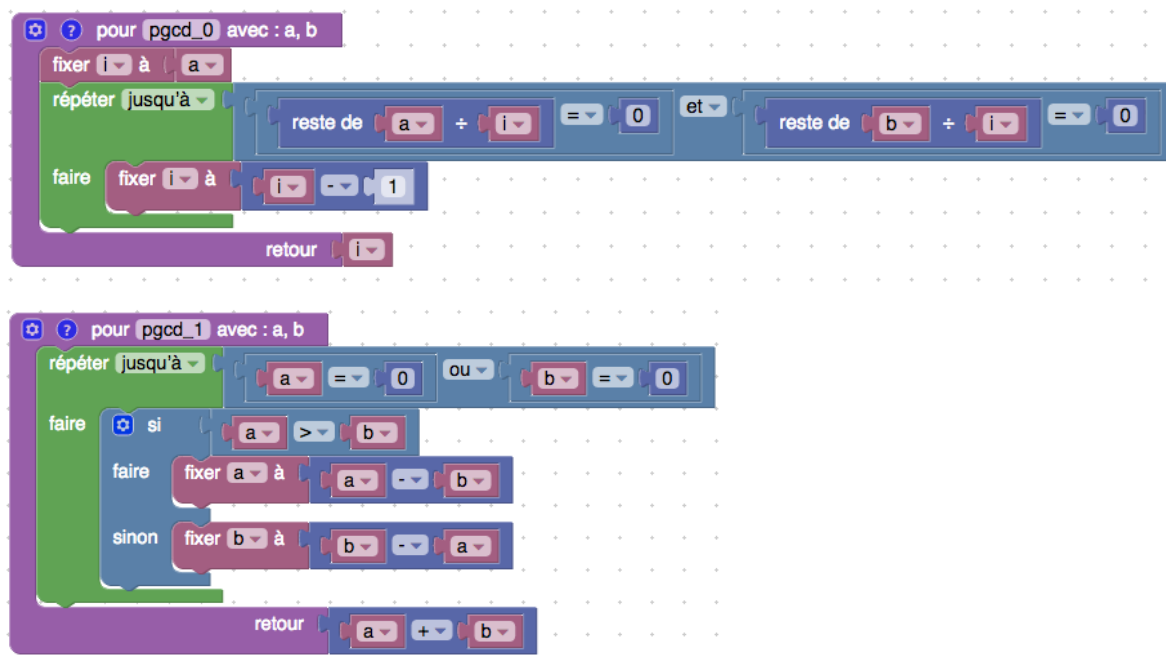 ? pour pgcd_0 avec : a, b
fixer i à a
répéter jusqu'à reste de a ÷ i = 0 et reste de b ÷ i = 0
faire fixer i à i - 1
retour i
? pour pgcd_1 avec : a, b
répéter jusqu'à a = 0 ou b = 0
faire si a > b
faire fixer a à a - b
sinon fixer b à b - a
retour a + b